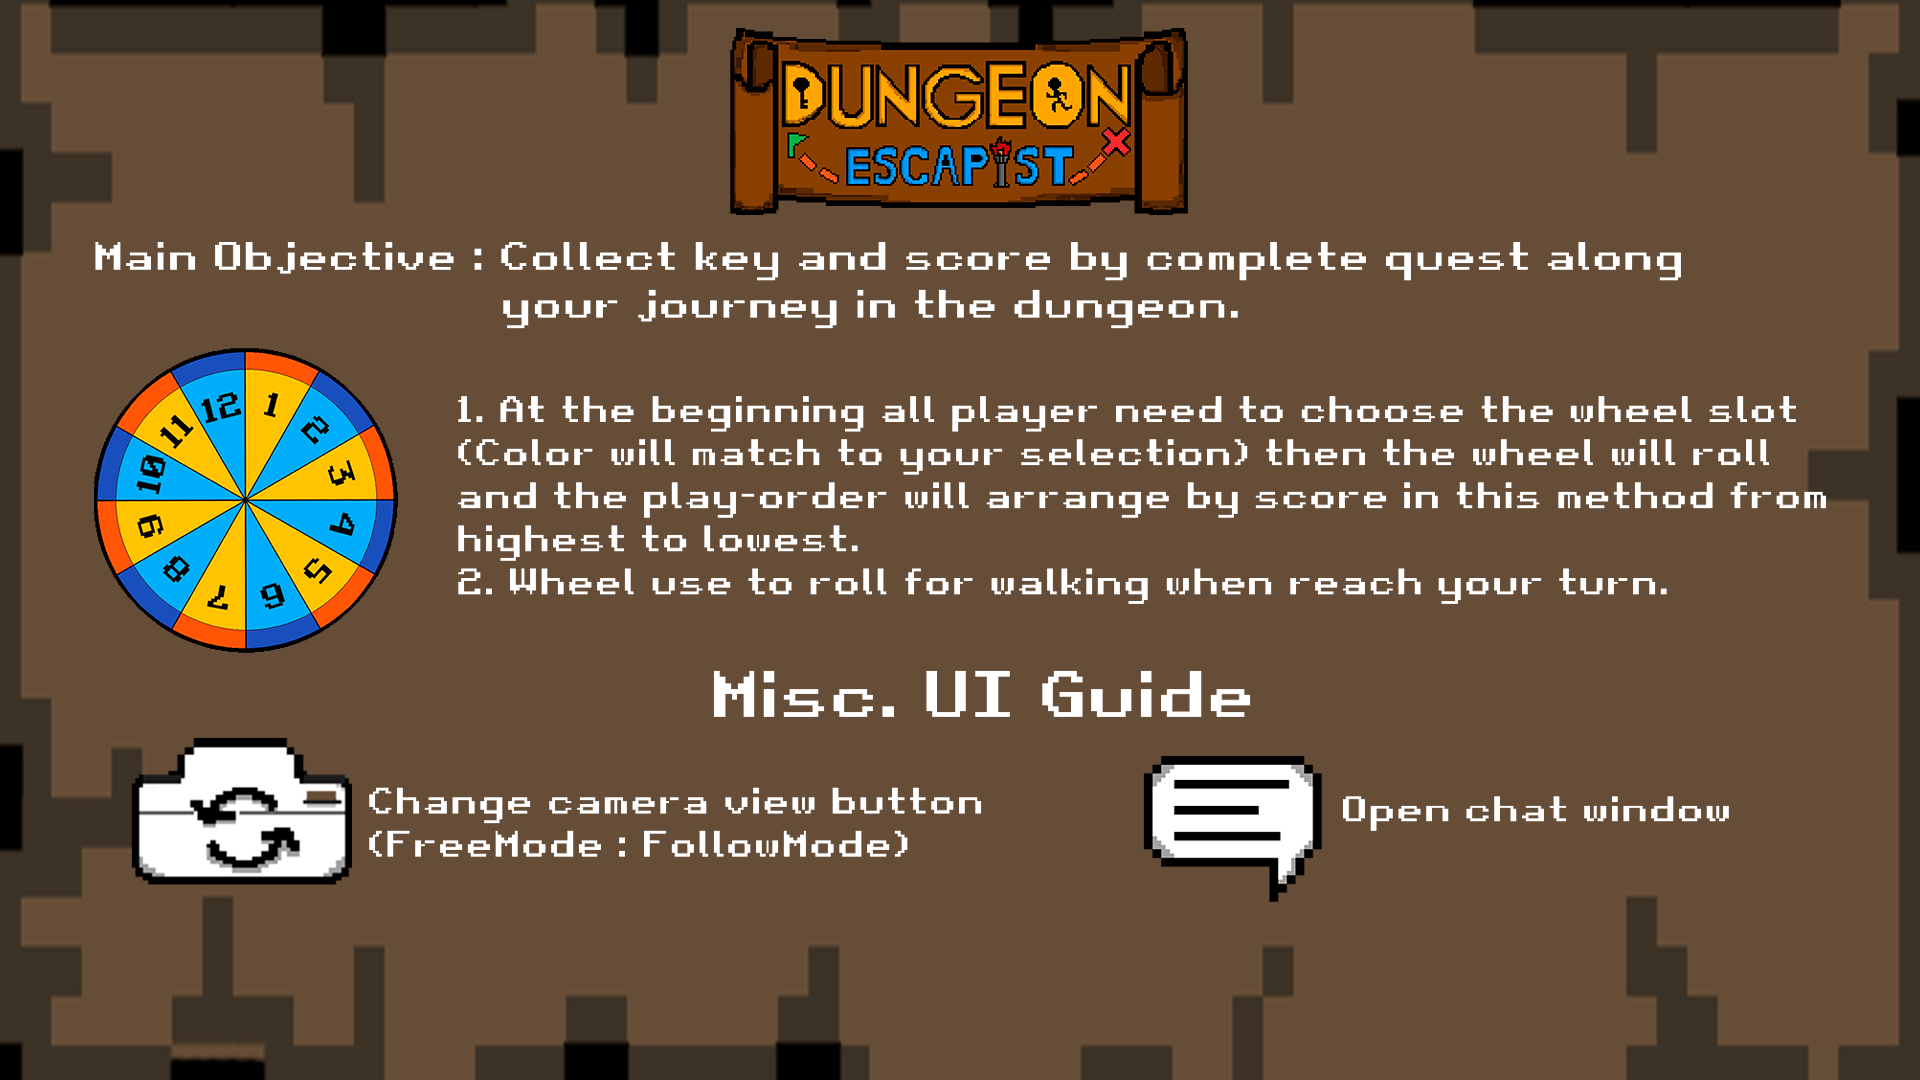 DUNGEON
ESCAPIST
Main Objective : Collect key and score by complete quest along
your journey in the dungeon.
12 1
11 2
10 3
9 4
8 5
7 6
1. At the beginning all player need to choose the wheel slot
(Color will match to your selection) then the wheel will roll
and the play-order will arrange by score in this method from
highest to lowest.
2. Wheel use to roll for walking when reach your turn.
Misc. UI Guide
Change camera view button
(FreeMode : FollowMode)
Open chat window